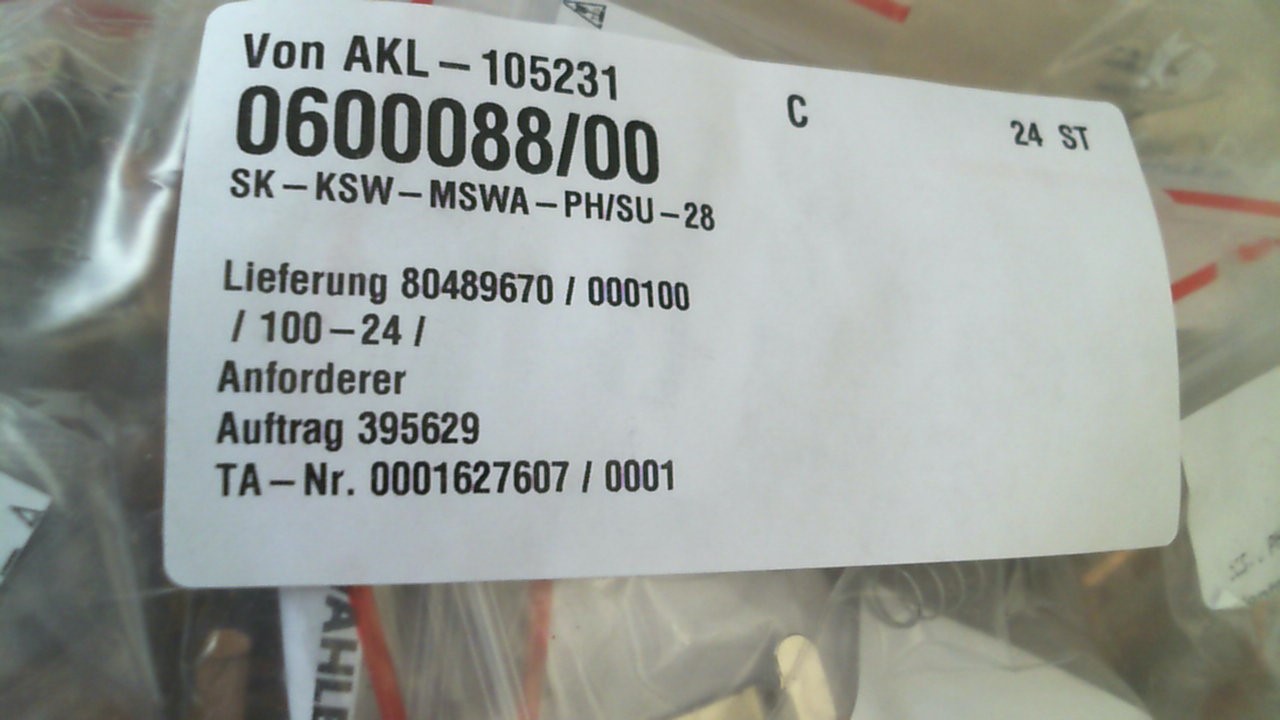 Von AKL – 105231
0600088/00
C
24 ST
SK – KSW – MSWA – PH/SU – 28
Lieferung 80489670 / 000100
/ 100 – 24 /
Anforderer
Auftrag 395629
TA – Nr. 0001627607 / 0001